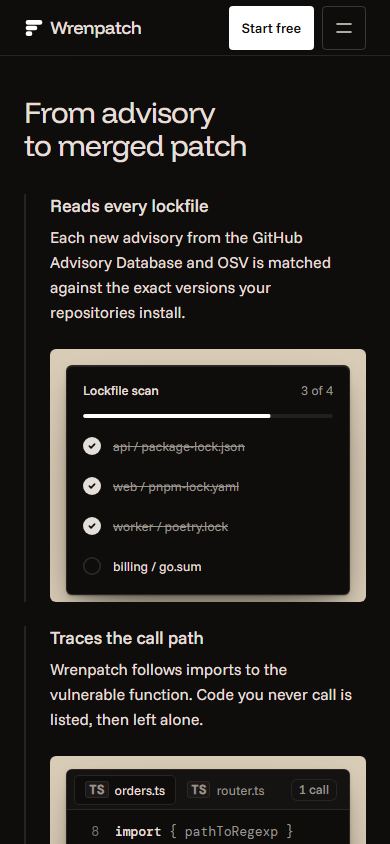 Wrenpatch
Start free
From advisory
to merged patch
Reads every lockfile
Each new advisory from the GitHub
Advisory Database and OSV is matched
against the exact versions your
repositories install.
Lockfile scan
3 of 4
api / package-lock.json
web / pnpm-lock.yaml
worker / poetry.lock
billing / go.sum
Traces the call path
Wrenpatch follows imports to the
vulnerable function. Code you never call is
listed, then left alone.
TS orders.ts
TS router.ts
1 call
8 import { pathToRegexp }